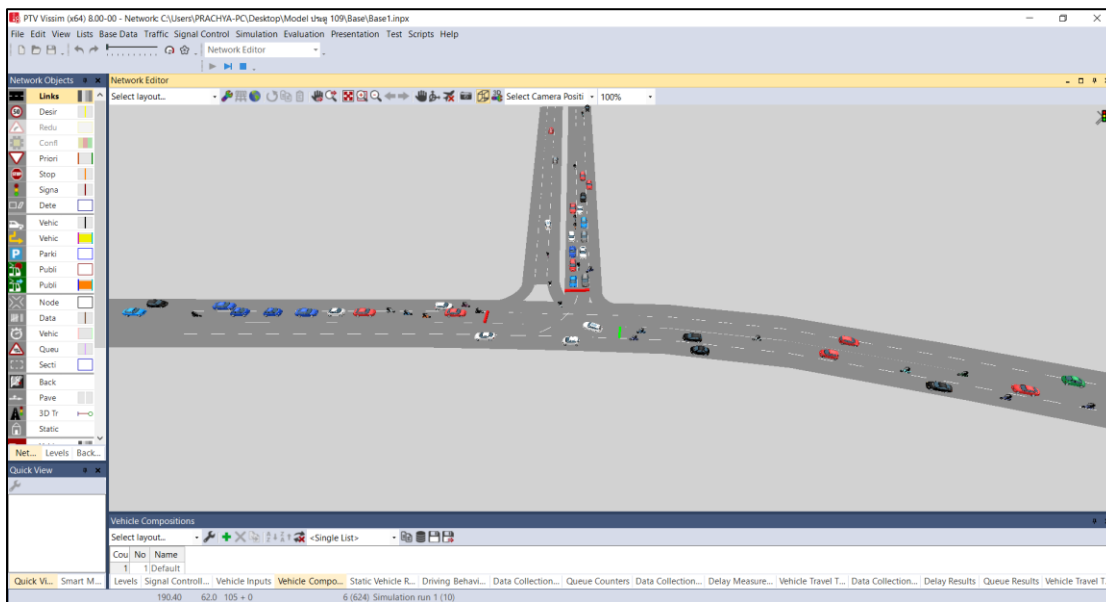 PTV Vissim (x64) 8.00-00 - Network: C:\Users\PRACHYA-PC\Desktop\Model ประตู 109\Base\Base1.inpx
File Edit View Lists Base Data Traffic Signal Control Simulation Evaluation Presentation Test Scripts Help
Network Editor
Network Objects
Network Editor
Select layout...
Select Camera Positi
100%
Links
Desir
Redu
Confl
Priori
Stop
Signa
Dete
Vehic
Vehic
Parki
Publi
Publi
Node
Data
Vehic
Queu
Secti
Back
Pave
3D Tr
Static
Net... Levels Back...
Quick View
Vehicle Compositions
Select layout...
<Single List>
Cou No Name
1 1 Default
Quick Vi... Smart M... Levels Signal Controll... Vehicle Inputs Vehicle Compo... Static Vehicle R... Driving Behavi... Data Collection... Queue Counters Data Collection... Delay Measure... Vehicle Travel T... Data Collection... Delay Results Queue Results Vehicle Travel T
190.40 62.0 105 + 0 6 (624) Simulation run 1 (10)